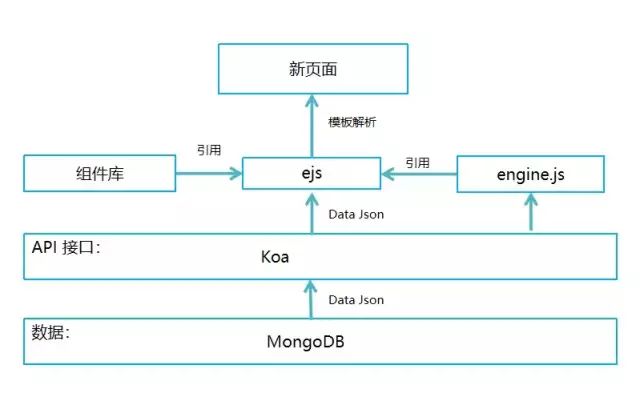 新页面
模板解析
引用
引用
组件库
ejs
engine.js
Data Json
API 接口:
Koa
Data Json
数据:
MongoDB